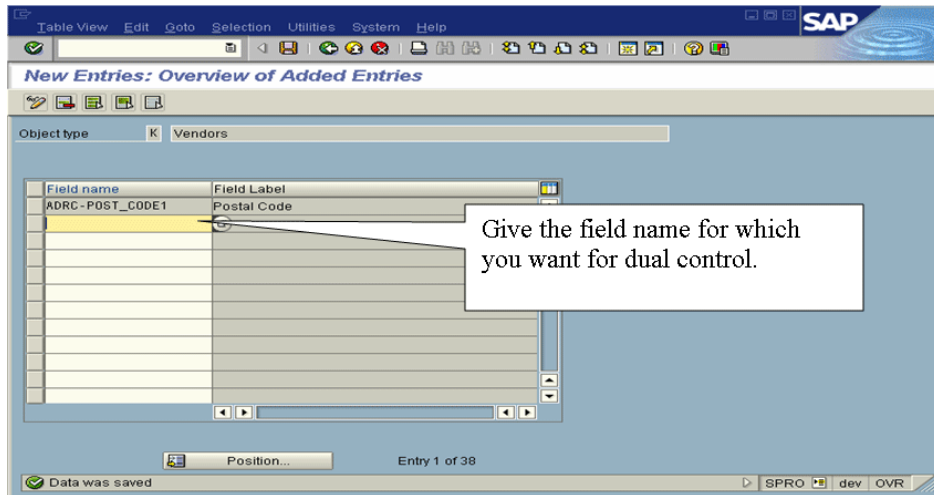 Table View Edit Goto Selection Utilities System Help
SAP
New Entries: Overview of Added Entries
Object type K Vendors
Field name Field Label
ADRC-POST_CODE1 Postal Code
Give the field name for which
you want for dual control.
Position... Entry 1 of 38
Data was saved SPRO dev OVR